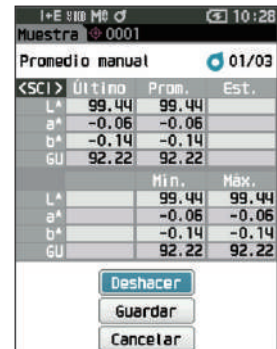 I+E M0 10:28
Muestra 0001
Promedio manual 01/03
<SCI> Último Prom. Est.
L* 99.44 99.44
a* -0.06 -0.06
b* -0.14 -0.14
GU 92.22 92.22
Mín. Máx.
L* 99.44 99.44
a* -0.06 -0.06
b* -0.14 -0.14
GU 92.22 92.22
Deshacer
Guardar
Cancelar